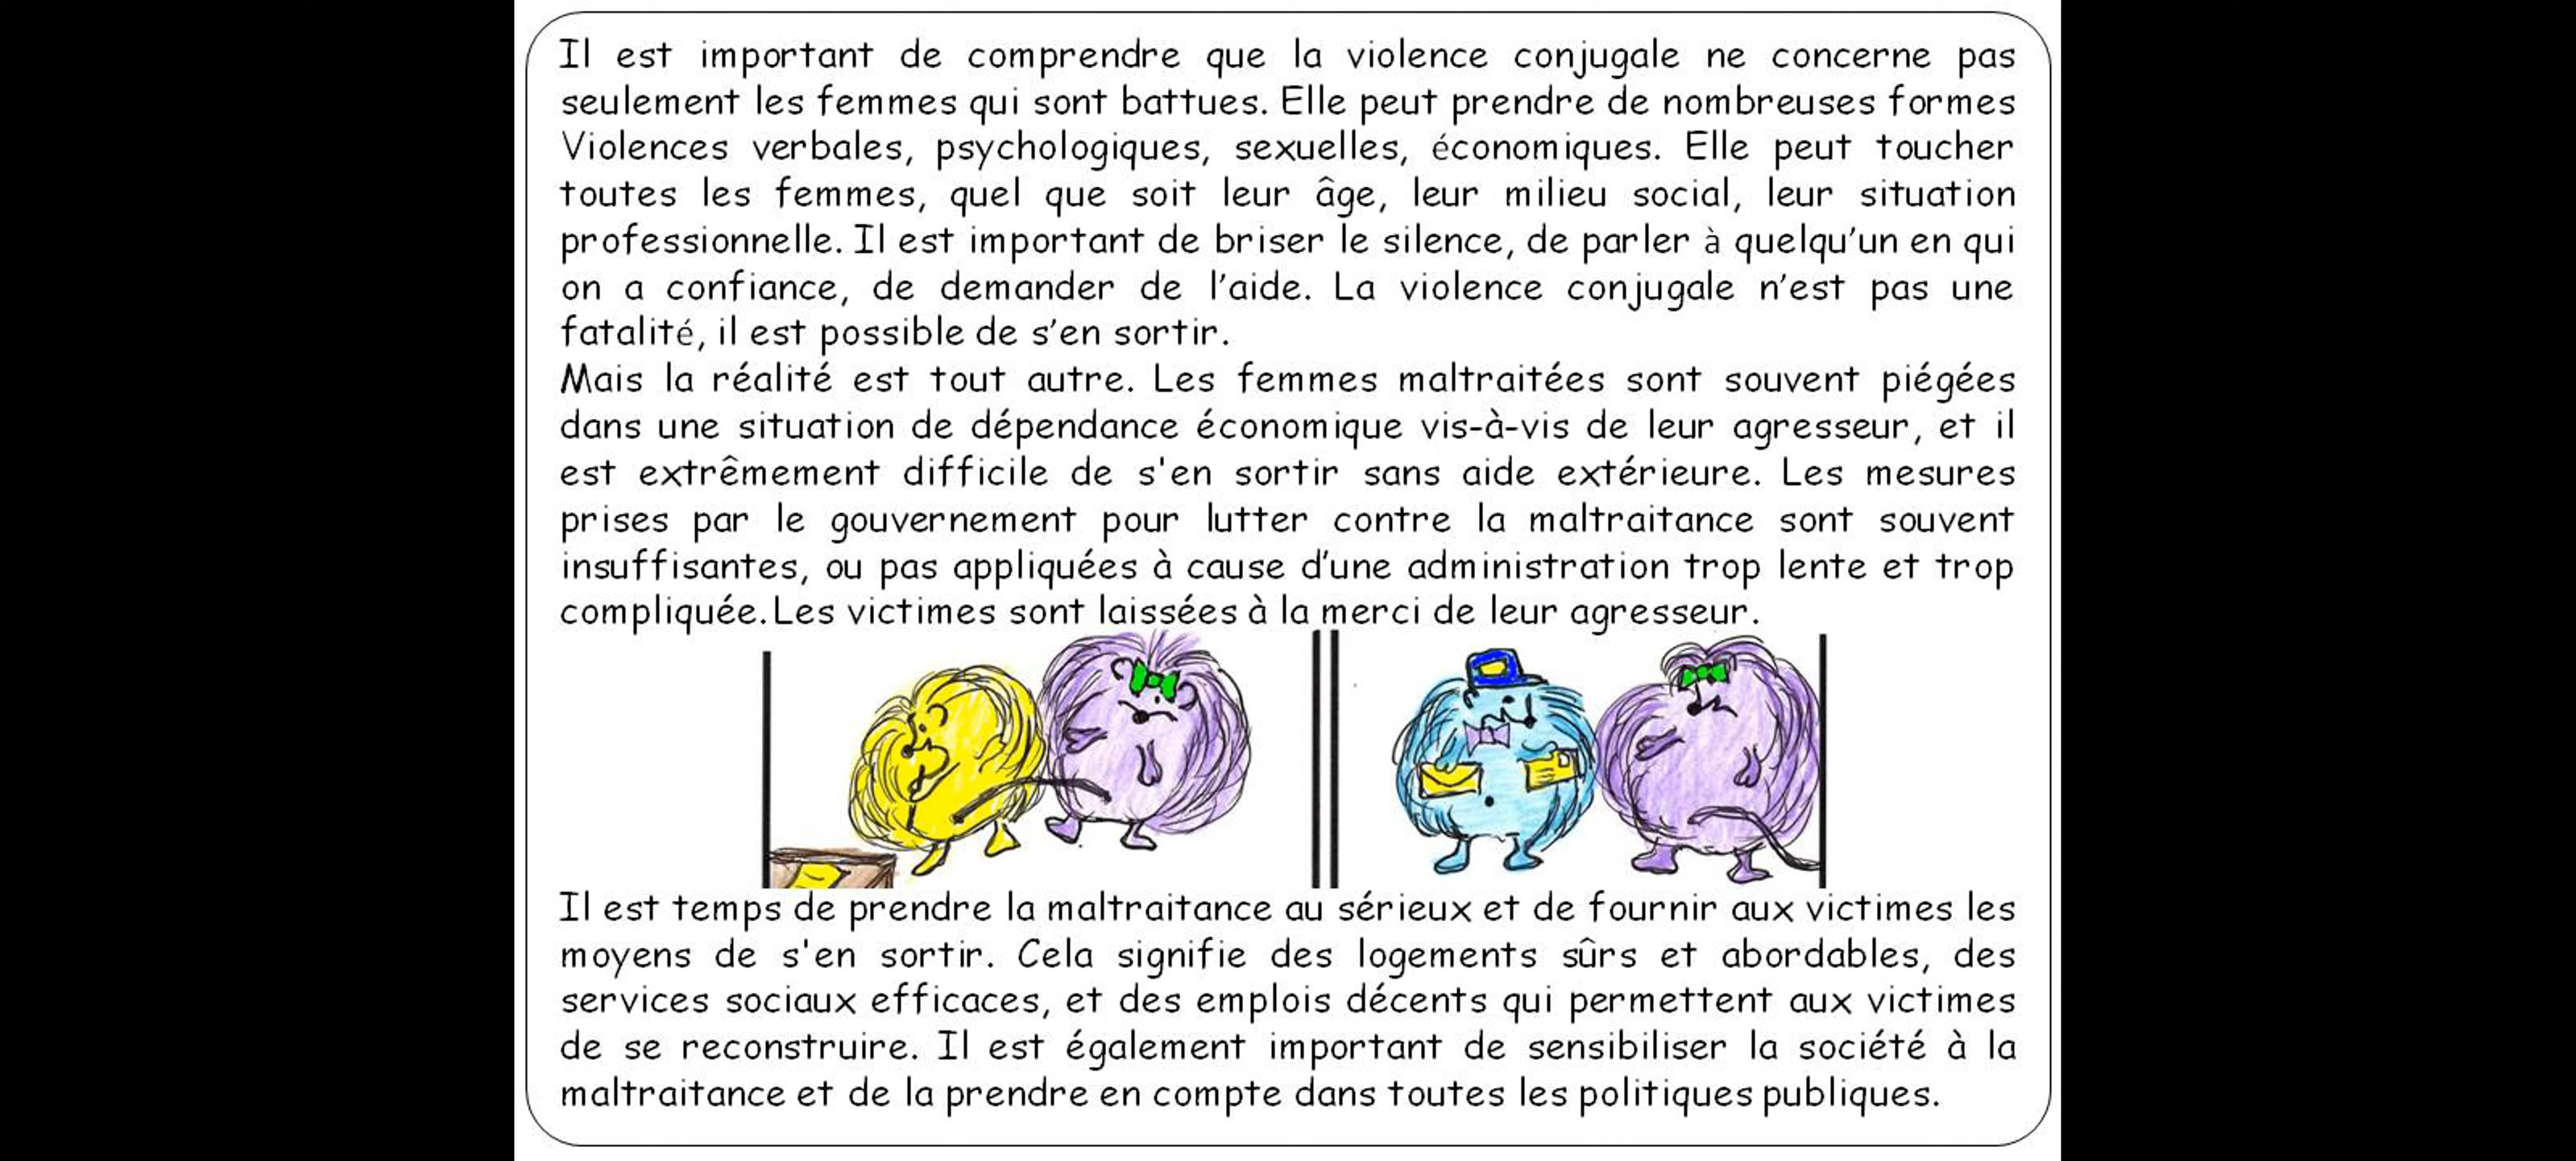 Il est important de comprendre que la violence conjugale ne concerne pas
seulement les femmes qui sont battues. Elle peut prendre de nombreuses formes
Violences verbales, psychologiques, sexuelles, économiques. Elle peut toucher
toutes les femmes, quel que soit leur âge, leur milieu social, leur situation
professionnelle. Il est important de briser le silence, de parler à quelqu’un en qui
on a confiance, de demander de l’aide. La violence conjugale n’est pas une
fatalité, il est possible de s’en sortir.
Mais la réalité est tout autre. Les femmes maltraitées sont souvent piégées
dans une situation de dépendance économique vis-à-vis de leur agresseur, et il
est extrêmement difficile de s'en sortir sans aide extérieure. Les mesures
prises par le gouvernement pour lutter contre la maltraitance sont souvent
insuffisantes, ou pas appliquées à cause d’une administration trop lente et trop
compliquée.Les victimes sont laissées à la merci de leur agresseur.
Il est temps de prendre la maltraitance au sérieux et de fournir aux victimes les
moyens de s'en sortir. Cela signifie des logements sûrs et abordables, des
services sociaux efficaces, et des emplois décents qui permettent aux victimes
de se reconstruire. Il est également important de sensibiliser la société à la
maltraitance et de la prendre en compte dans toutes les politiques publiques.